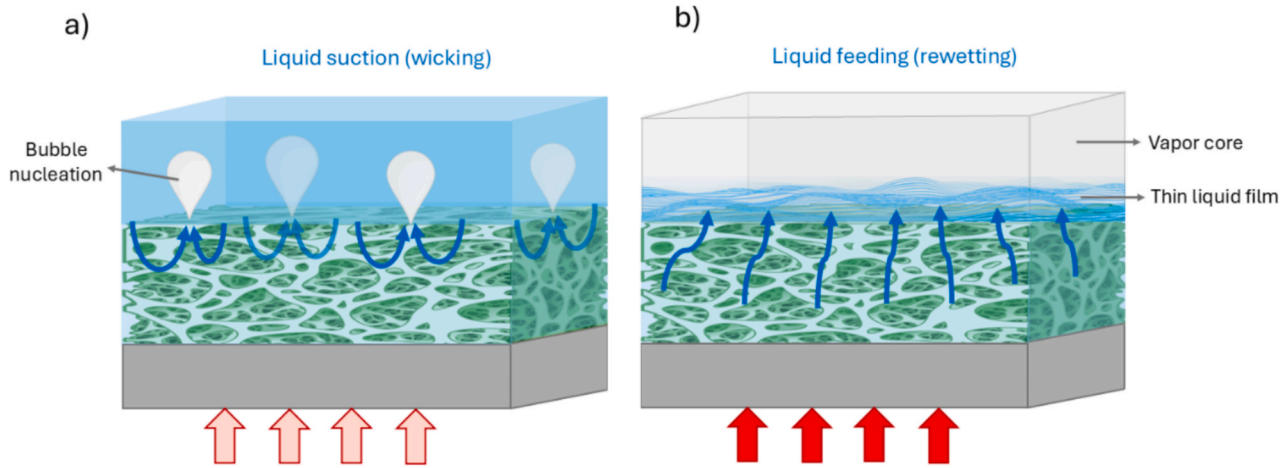 a)
Liquid suction (wicking)
Bubble
nucleation
b)
Liquid feeding (rewetting)
Vapor core
Thin liquid film